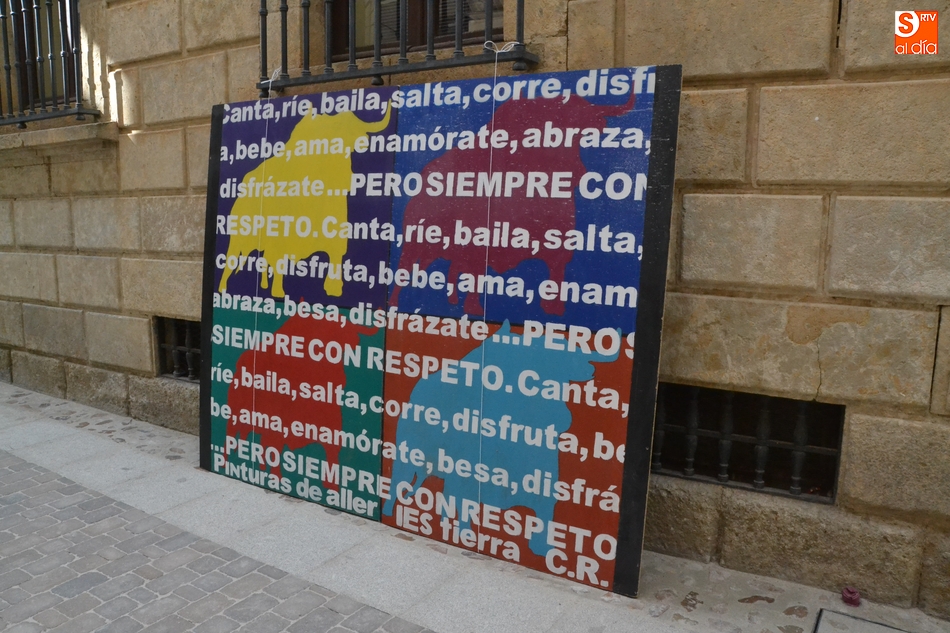 Canta,ríe,baila,salta,corre,disfr
a,bebe,ama,enamórate,abraza,
disfrázate...PERO SIEMPRE CON
RESPETO.Canta,ríe,baila,salta,
corre,disfruta,bebe,ama,enam
abraza,besa,disfrázate...PEROS
SIEMPRE CON RESPETO.Canta,
ríe,baila,salta,corre,disfruta,be
be,ama,enamórate,besa,disfrá
...PERO SIEMPRE CON RESPETO
Pinturas de aller IES tierra C.R.
S RTV
al día